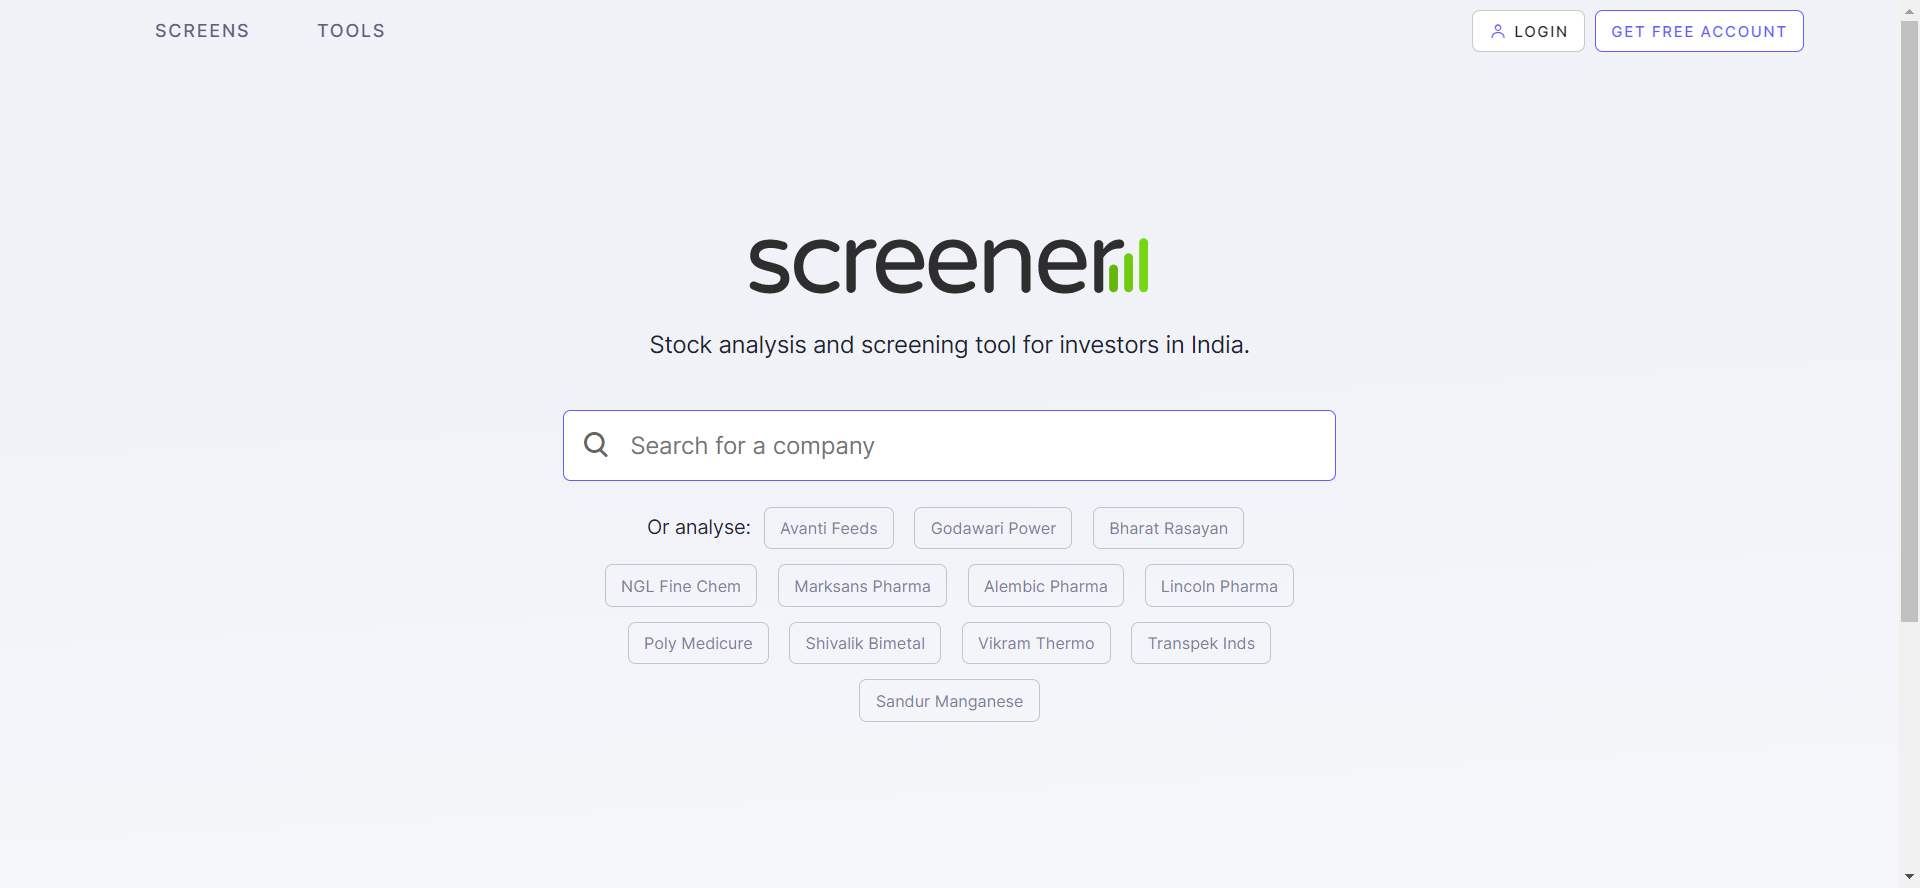 SCREENS TOOLS LOGIN GET FREE ACCOUNT
screener
Stock analysis and screening tool for investors in India.
Search for a company
Or analyse: Avanti Feeds Godawari Power Bharat Rasayan
NGL Fine Chem Marksans Pharma Alembic Pharma Lincoln Pharma
Poly Medicure Shivalik Bimetal Vikram Thermo Transpek Inds
Sandur Manganese